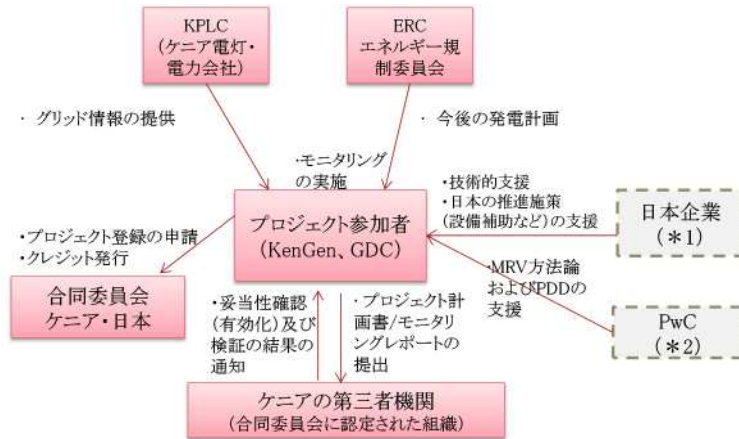 KPLC
(ケニア電灯・
電力会社)
ERC
エネルギー規
制委員会
・ グリッド情報の提供
・ 今後の発電計画
・モニタリング
の実施
・技術的支援
・日本の推進施策
(設備補助など)の支援
プロジェクト参加者
(KenGen、GDC)
日本企業
(＊1)
・プロジェクト登録の申請
・クレジット発行
・MRV方法論
およびPDDの
支援
合同委員会
ケニア・日本
・妥当性確認
(有効化)及び
検証の結果の
通知
・プロジェクト計
画書/モニタリ
ングレポートの
提出
PwC
(＊2)
ケニアの第三者機関
(合同委員会に認定された組織)